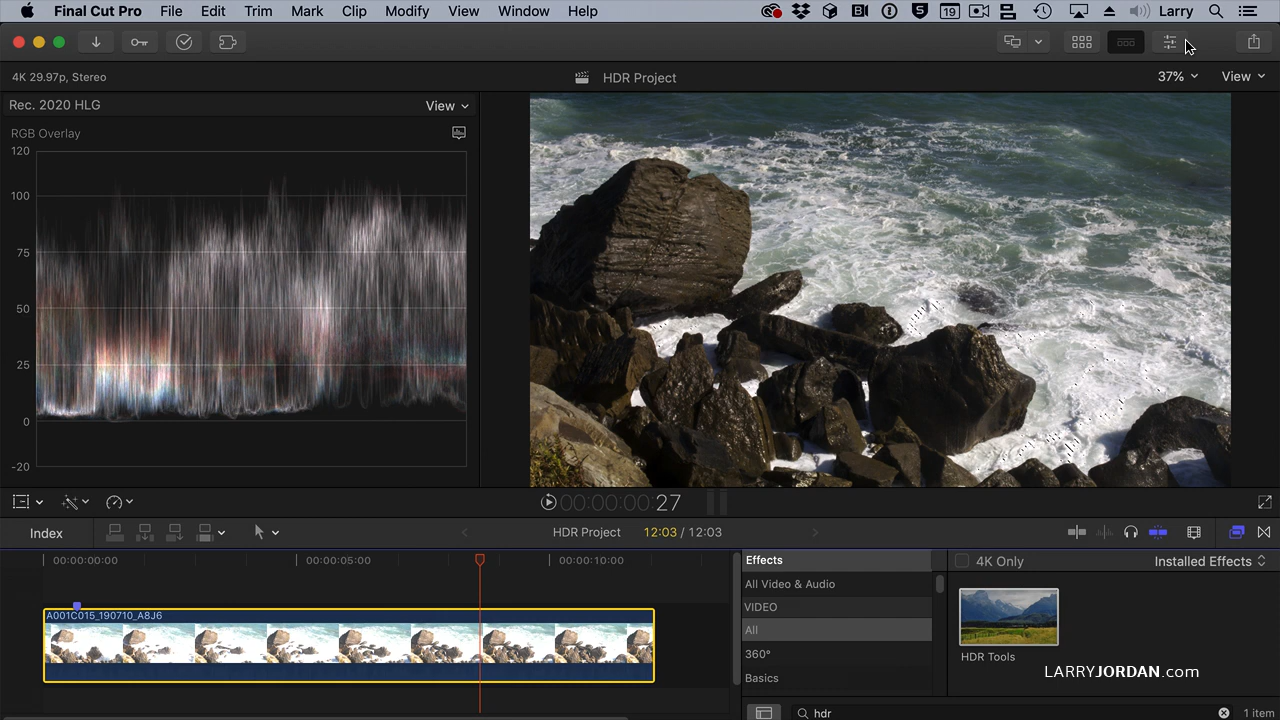 Final Cut Pro File Edit Trim Mark Clip Modify View Window Help 19 Larry
4K 29.97p, Stereo HDR Project 37% View
Rec. 2020 HLG View
RGB Overlay
120
100
75
50
25
0
-20
00:00:00:00:27
Index HDR Project 12:03 / 12:03
00:00:00:00 00:00:05:00 00:00:10:00
A001C015_190710_A8J6
Effects 4K Only Installed Effects
All Video & Audio
VIDEO
All
360°
Basics
HDR Tools
LARRYJORDAN.com
hdr 1 item